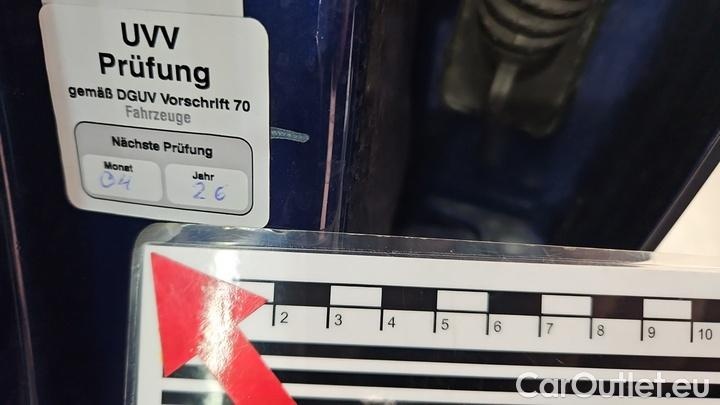 UVV
Prüfung
gemäß DGUV Vorschrift 70
Fahrzeuge
Nächste Prüfung
Monat Jahr
04 26
2 3 4 5 6 7 8 9 10
CarOutlet.eu